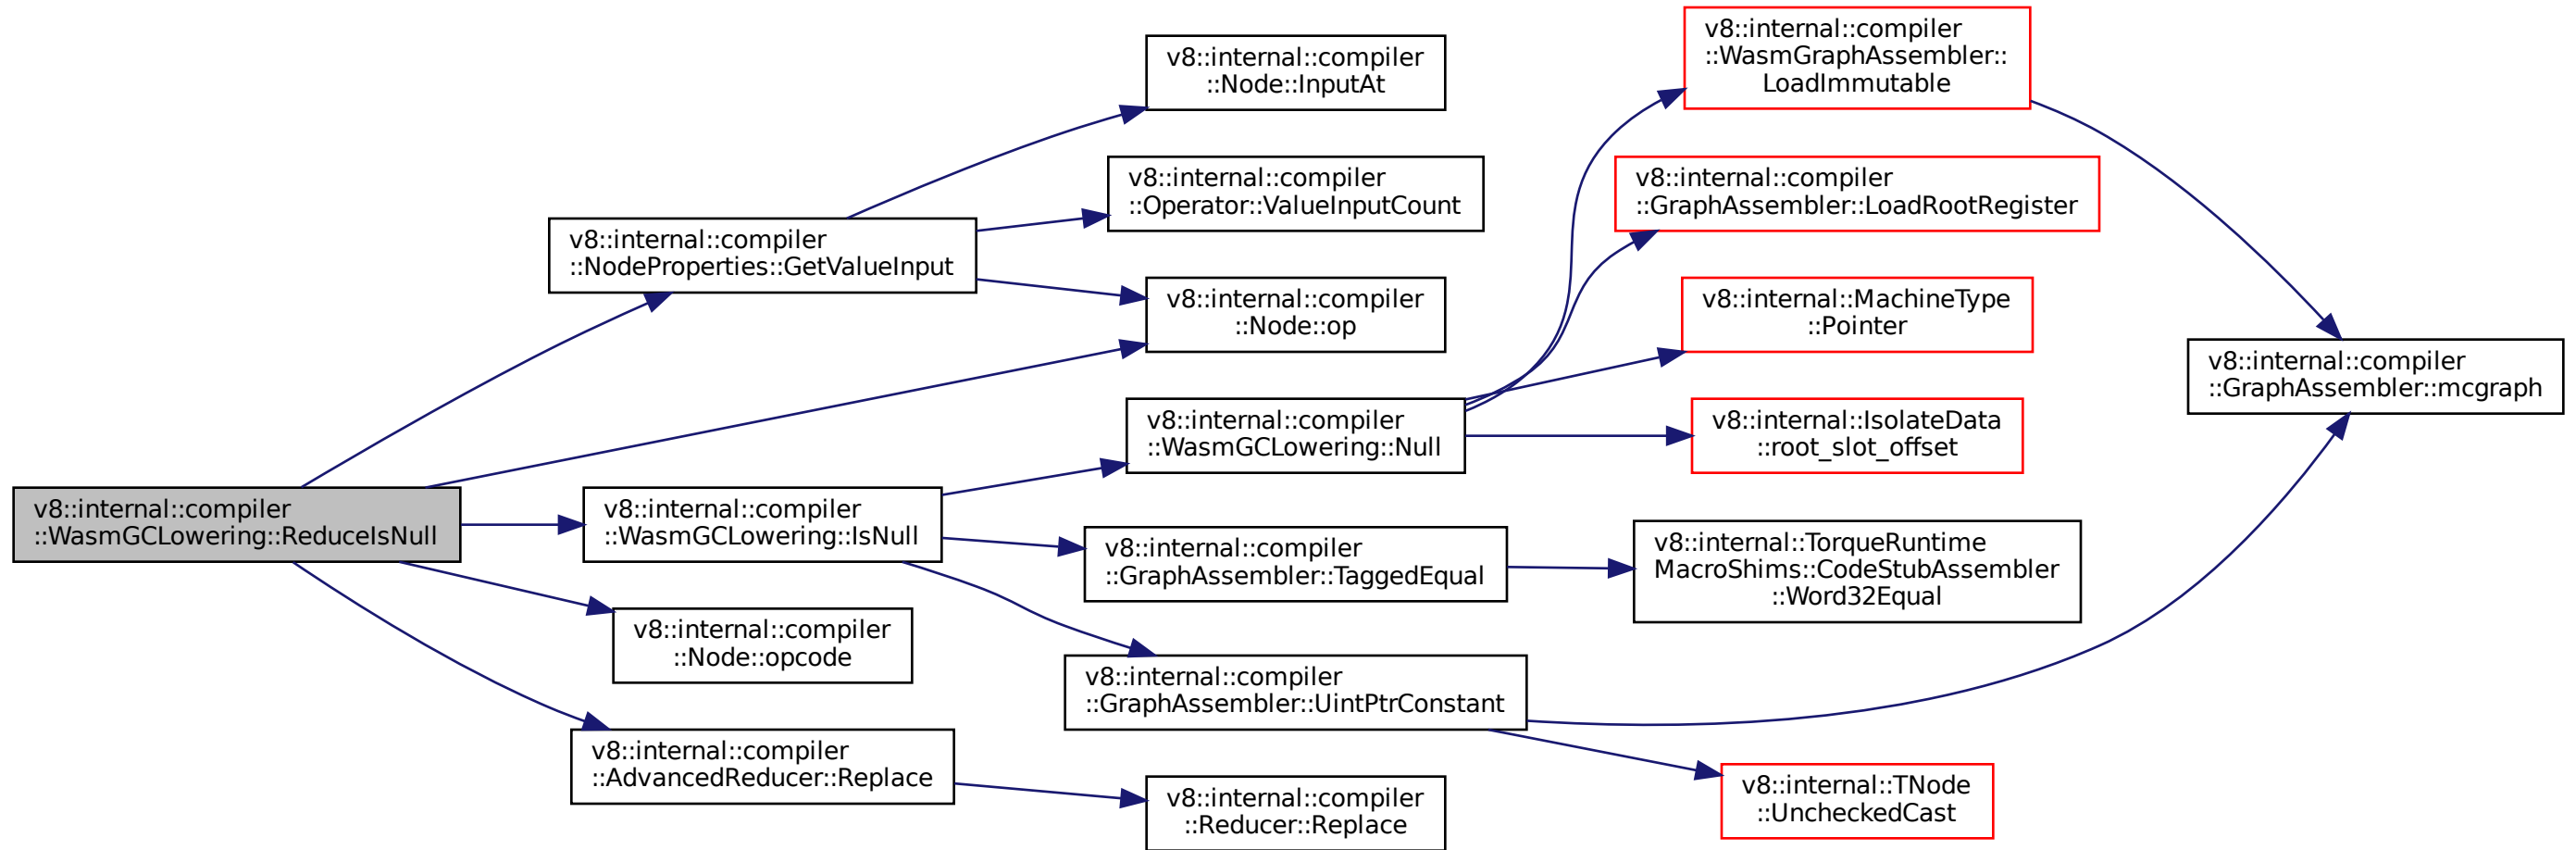 v8::internal::compiler
::WasmGCLowering::ReduceIsNull
v8::internal::compiler
::NodeProperties::GetValueInput
v8::internal::compiler
::Node::InputAt
v8::internal::compiler
::Operator::ValueInputCount
v8::internal::compiler
::Node::op
v8::internal::compiler
::WasmGCLowering::IsNull
v8::internal::compiler
::WasmGCLowering::Null
v8::internal::compiler
::WasmGraphAssembler::
LoadImmutable
v8::internal::compiler
::GraphAssembler::LoadRootRegister
v8::internal::MachineType
::Pointer
v8::internal::IsolateData
::root_slot_offset
v8::internal::compiler
::GraphAssembler::mcgraph
v8::internal::compiler
::GraphAssembler::TaggedEqual
v8::internal::TorqueRuntime
MacroShims::CodeStubAssembler
::Word32Equal
v8::internal::compiler
::GraphAssembler::UintPtrConstant
v8::internal::TNode
::UncheckedCast
v8::internal::compiler
::Node::opcode
v8::internal::compiler
::AdvancedReducer::Replace
v8::internal::compiler
::Reducer::Replace